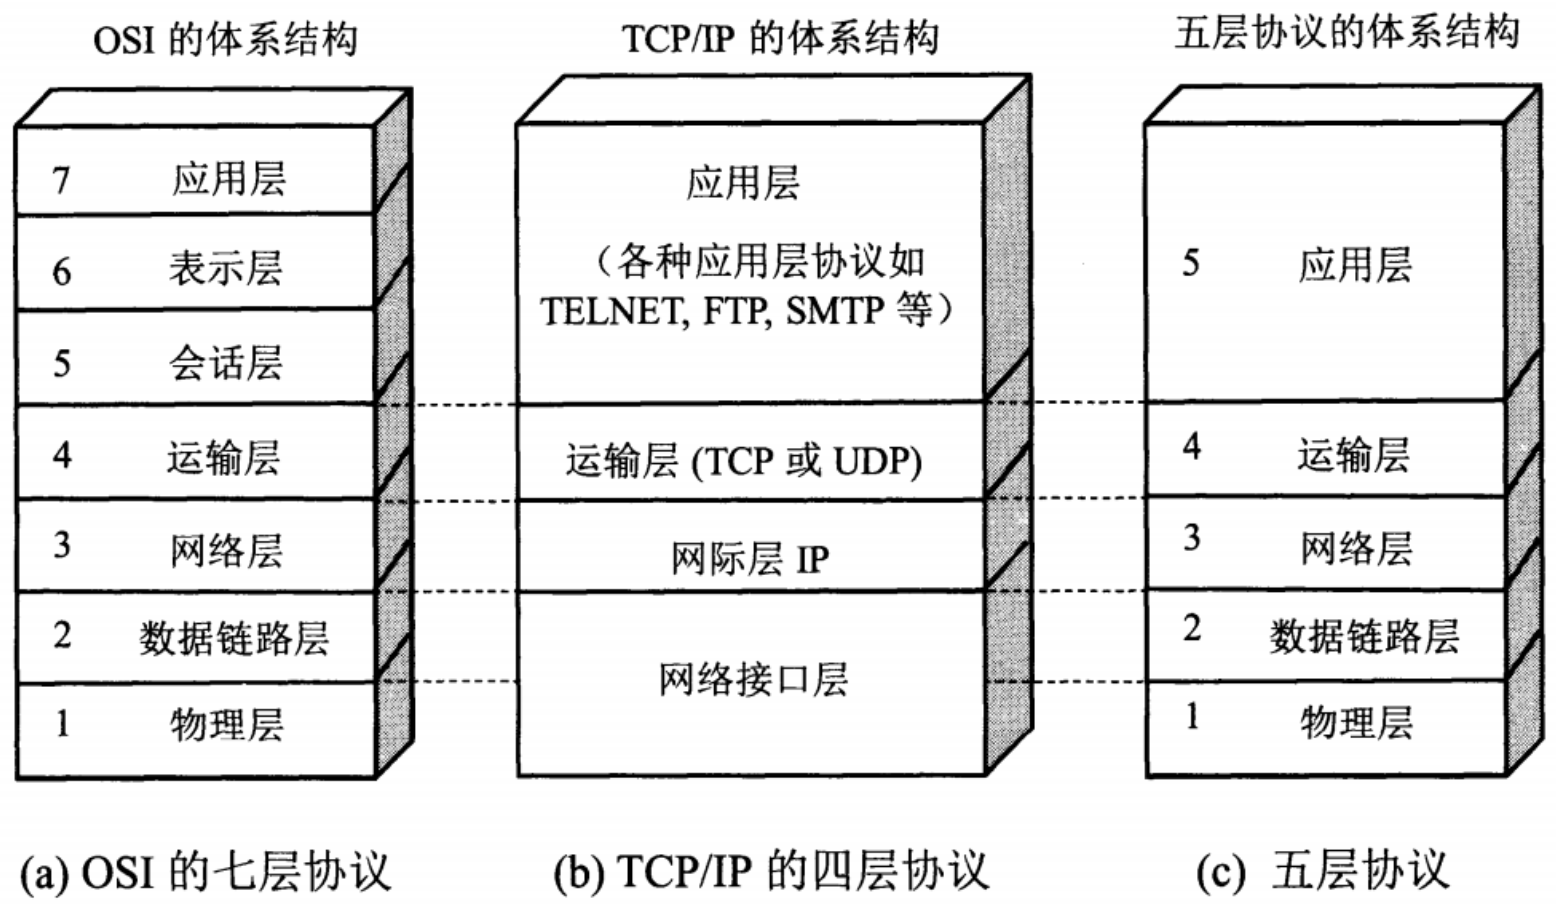 OSI 的体系结构
7 应用层
6 表示层
5 会话层
4 运输层
3 网络层
2 数据链路层
1 物理层
(a) OSI 的七层协议
TCP/IP 的体系结构
应用层
（各种应用层协议如
TELNET, FTP, SMTP 等）
运输层 (TCP 或 UDP)
网际层 IP
网络接口层
(b) TCP/IP 的四层协议
五层协议的体系结构
5 应用层
4 运输层
3 网络层
2 数据链路层
1 物理层
(c) 五层协议